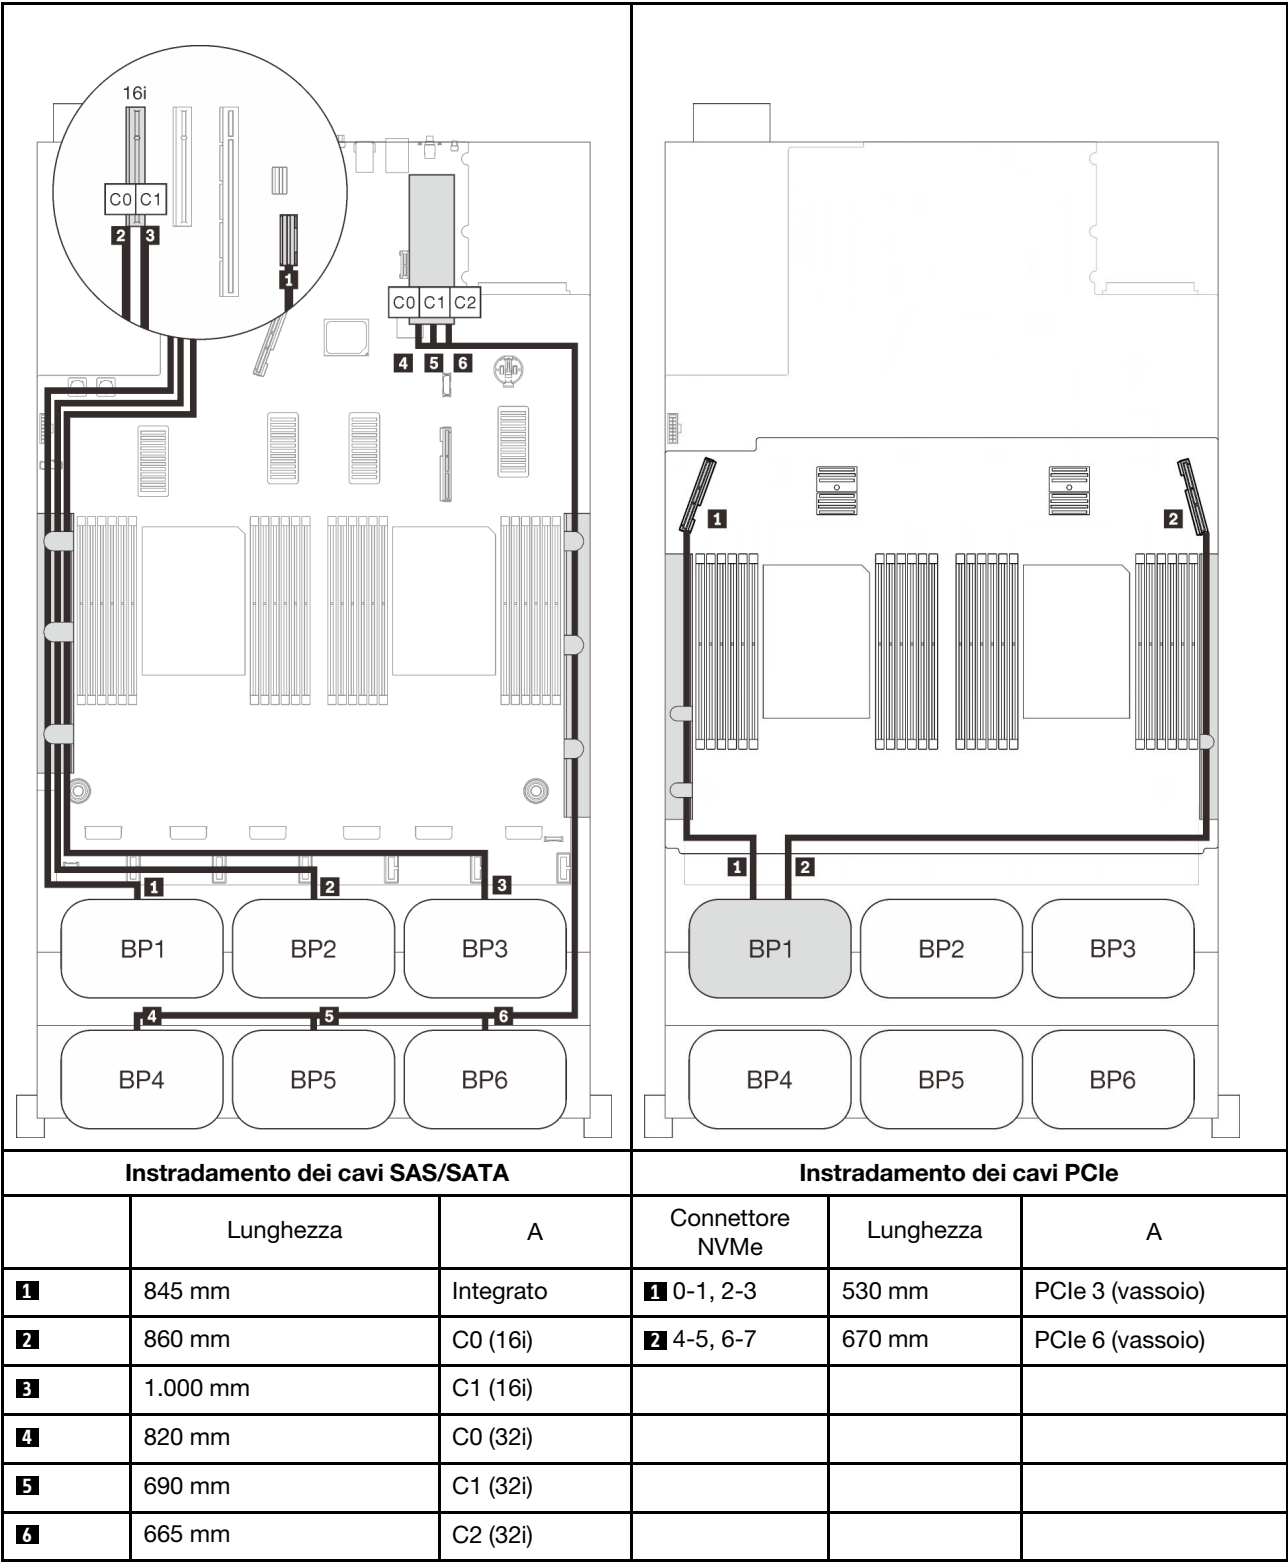 16i
C0 C1
2 3
1
C0 C1 C2
4 5 6
1 2 3
BP1 BP2 BP3
4 5 6
BP4 BP5 BP6
1 2
1 2
BP1 BP2 BP3
BP4 BP5 BP6
Instradamento dei cavi SAS/SATA
Instradamento dei cavi PCIe
Lunghezza A
Connettore NVMe Lunghezza A
1 845 mm Integrato 1 0-1, 2-3 530 mm PCIe 3 (vassoio)
2 860 mm C0 (16i) 2 4-5, 6-7 670 mm PCIe 6 (vassoio)
3 1.000 mm C1 (16i)
4 820 mm C0 (32i)
5 690 mm C1 (32i)
6 665 mm C2 (32i)